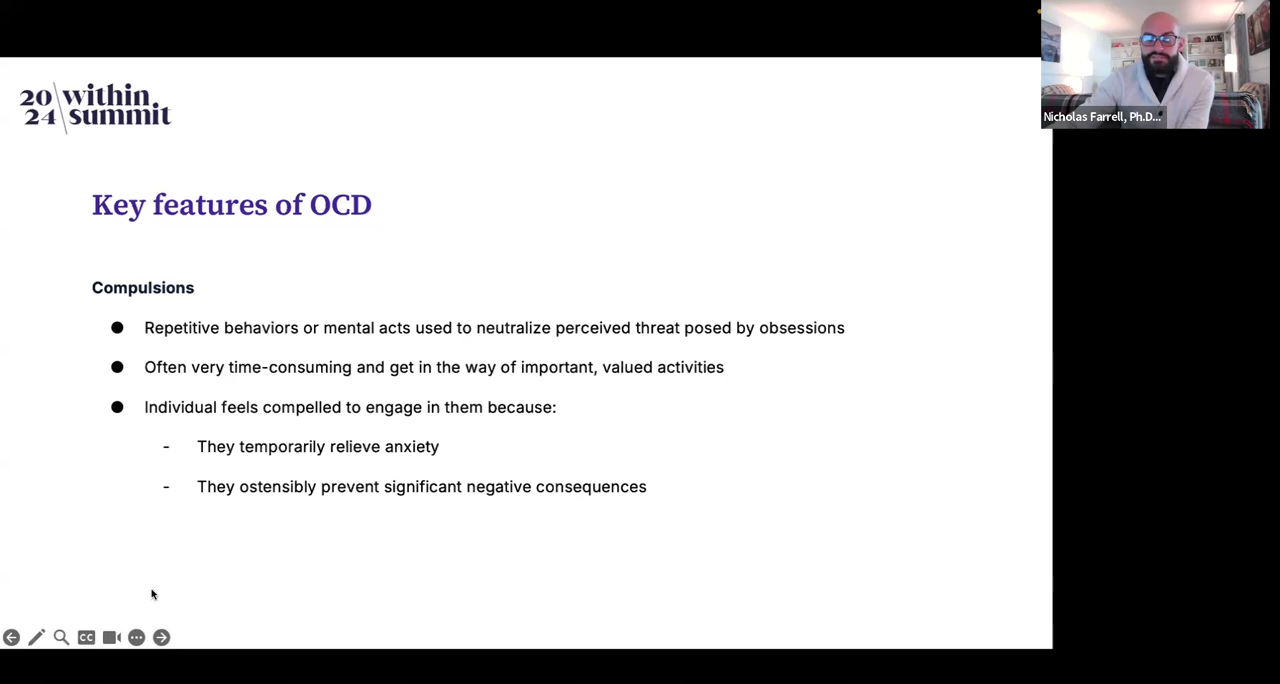 20 within
24 summit
Nicholas Farrell, Ph.D...
Key features of OCD
Compulsions
● Repetitive behaviors or mental acts used to neutralize perceived threat posed by obsessions
● Often very time-consuming and get in the way of important, valued activities
● Individual feels compelled to engage in them because:
- They temporarily relieve anxiety
- They ostensibly prevent significant negative consequences
CC